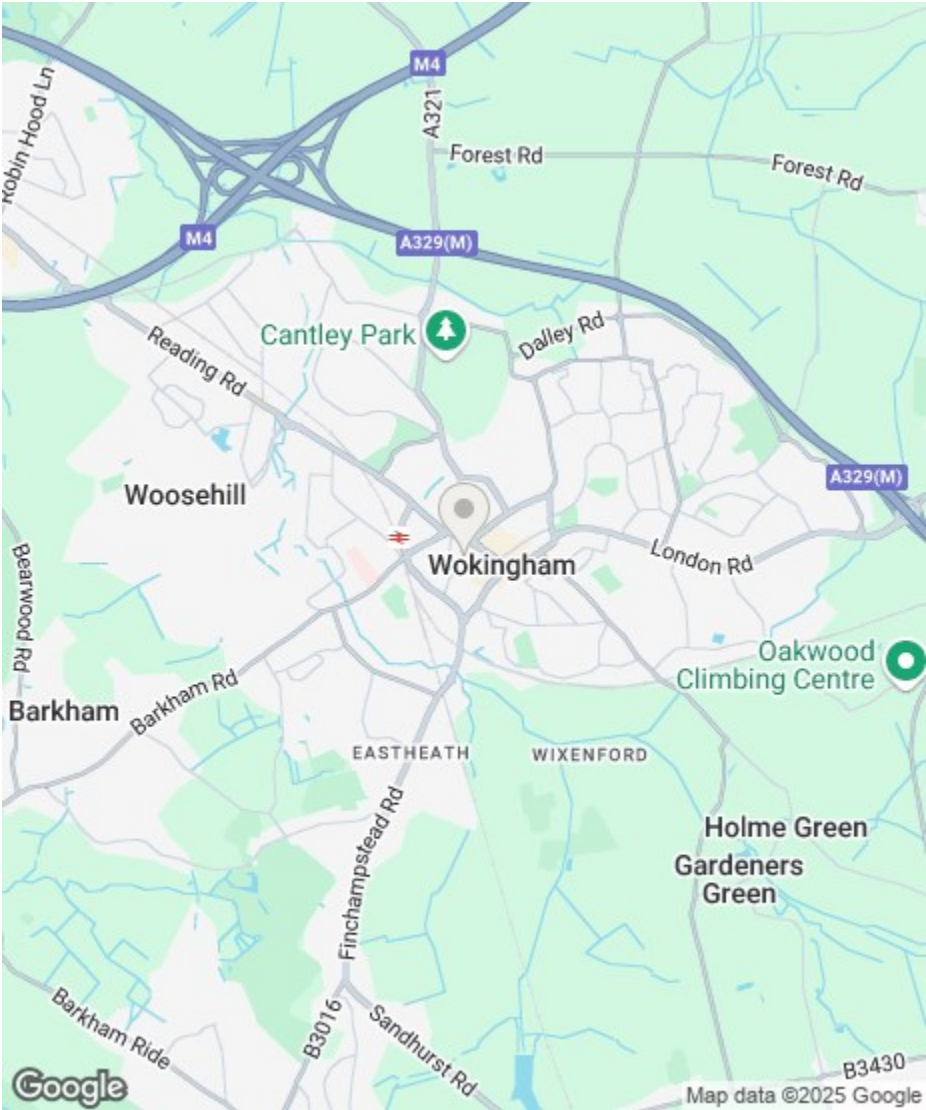 M4
Robin Hood Ln
A321
Forest Rd
Forest Rd
M4
A329(M)
Cantley Park
Dalley Rd
Reading Rd
A329(M)
Woosehill
Wokingham
London Rd
Bearwood Rd
Oakwood
Climbing Centre
Barkham Rd
Barkham
EASTHEATH
WIXENFORD
Finchampstead Rd
Holme Green
Gardeners
Green
Barkham Ride
B3016
Sandhurst Rd
B3430
Google
Map data ©2025 Google